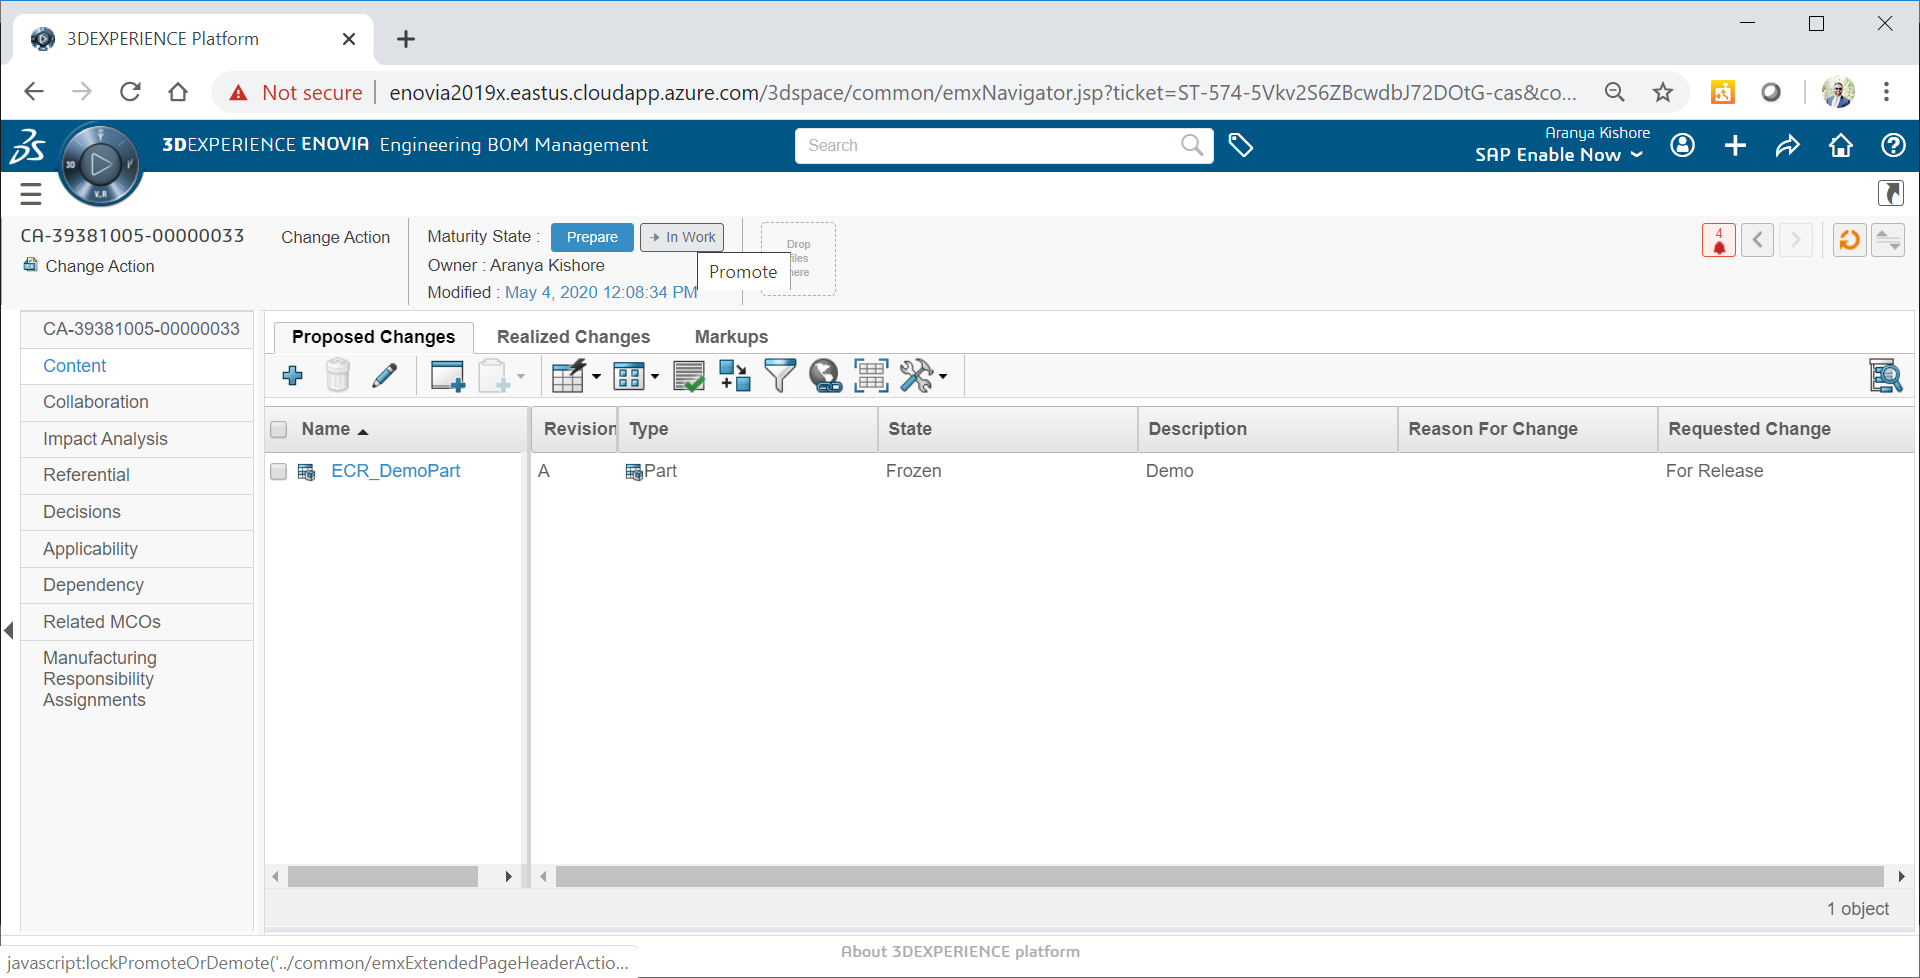 3DEXPERIENCE Platform
Not secure
enovia2019x.eastus.cloudapp.azure.com/3dspace/common/emxNavigator.jsp?ticket=ST-574-5Vkv2S6ZBcwdbJ72DOtG-cas&co...
3DEXPERIENCE ENOVIA Engineering BOM Management
Search
Aranya Kishore
SAP Enable Now
3D
V.R
CA-39381005-00000033
Change Action
Change Action
Maturity State :
Prepare
In Work
Owner : Aranya Kishore
Modified : May 4, 2020 12:08:34 PM
Promote
Drop
iles
here
4
CA-39381005-00000033
Content
Collaboration
Impact Analysis
Referential
Decisions
Applicability
Dependency
Related MCOs
Manufacturing
Responsibility
Assignments
Proposed Changes
Realized Changes
Markups
Name
Revision
Type
State
Description
Reason For Change
Requested Change
ECR_DemoPart
A
Part
Frozen
Demo
For Release
1 object
About 3DEXPERIENCE platform
javascript:lockPromoteOrDemote('../common/emxExtendedPageHeaderActio...